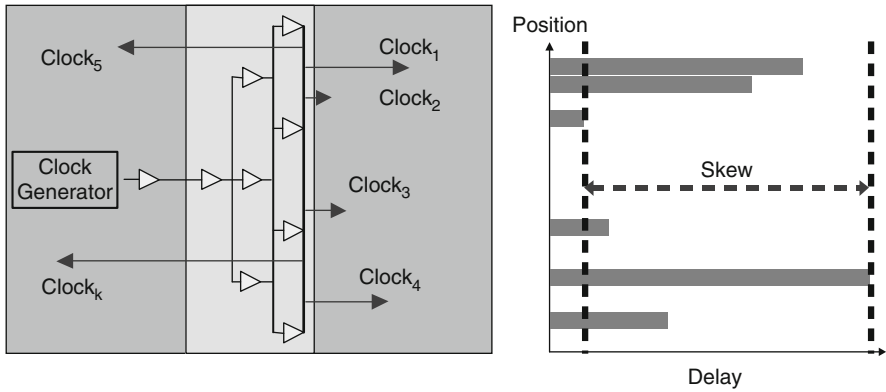 Clock₅
Clock₁
Clock₂
Clock
Generator
Clock₃
Clockₖ
Clock₄
Position
Skew
Delay